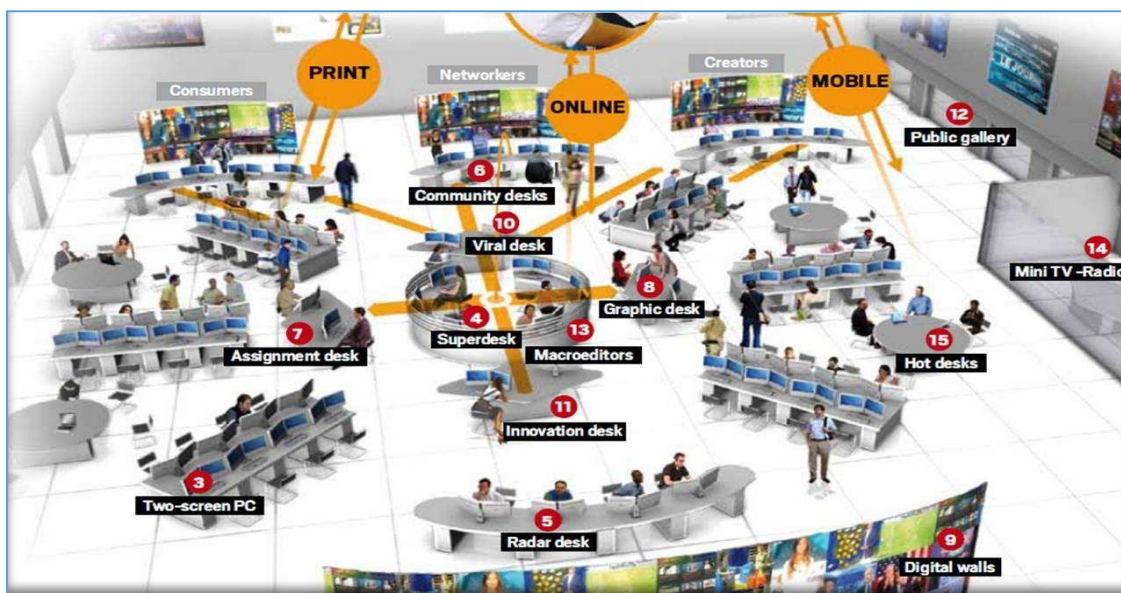 PRINT
Networkers
Creators
Consumers
ONLINE
MOBILE
LE JOUR
12
Public gallery
6
Community desks
10
Viral desk
14
Mini TV –Radio
8
Graphic desk
4
Superdesk
13
Macroeditors
7
Assignment desk
15
Hot desks
11
Innovation desk
3
Two-screen PC
5
Radar desk
9
Digital walls